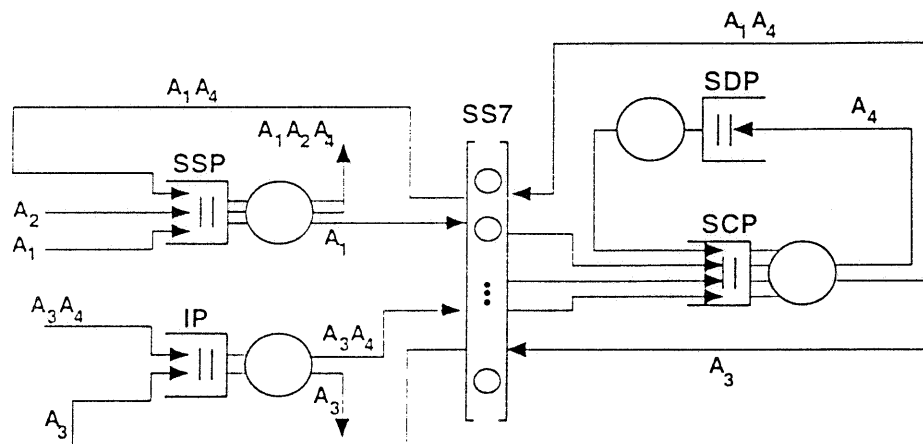 A₁A₄
A₁A₄
SDP
SS7
A₁A₂A₄
A₄
SSP
A₂
A₁
A₁
SCP
A₃A₄
IP
A₃A₄
A₃
A₃
A₃